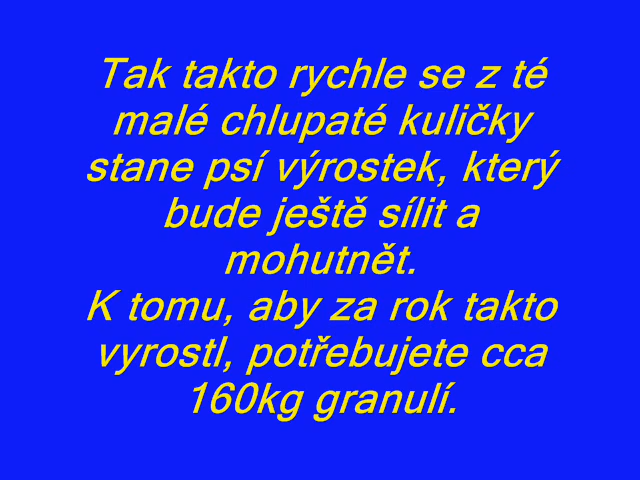 Tak takto rychle se z té
malé chlupaté kuličky
stane psí výrostek, který
bude ještě sílit a
mohutnět.
K tomu, aby za rok takto
vyrostl, potřebujete cca
160kg granulí.